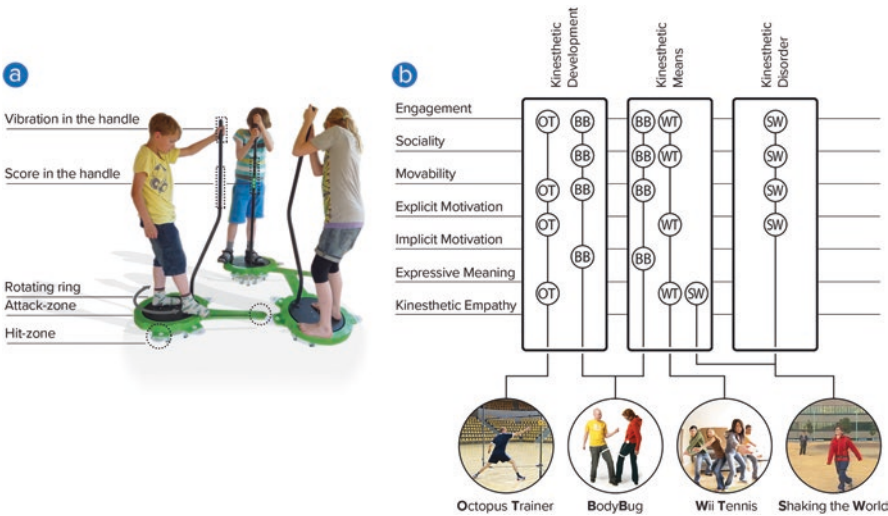 a
Vibration in the handle
Score in the handle
Rotating ring
Attack-zone
Hit-zone
b
Kinesthetic
Development
Kinesthetic
Means
Kinesthetic
Disorder
Engagement
OT BB BB WT SW
Sociality
BB BB WT SW
Movability
OT BB BB SW
Explicit Motivation
OT WT SW
Implicit Motivation
BB BB
Expressive Meaning
OT WT SW
Kinesthetic Empathy
Octopus Trainer
BodyBug
Wii Tennis
Shaking the World